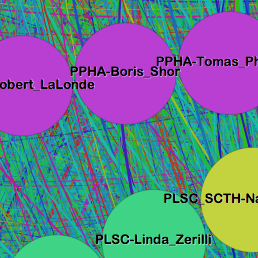 PPHA-Tomas_Ph
PPHA-Boris_Shor
obert_LaLonde
PLSC_SCTH-Na
PLSC-Linda_Zerilli